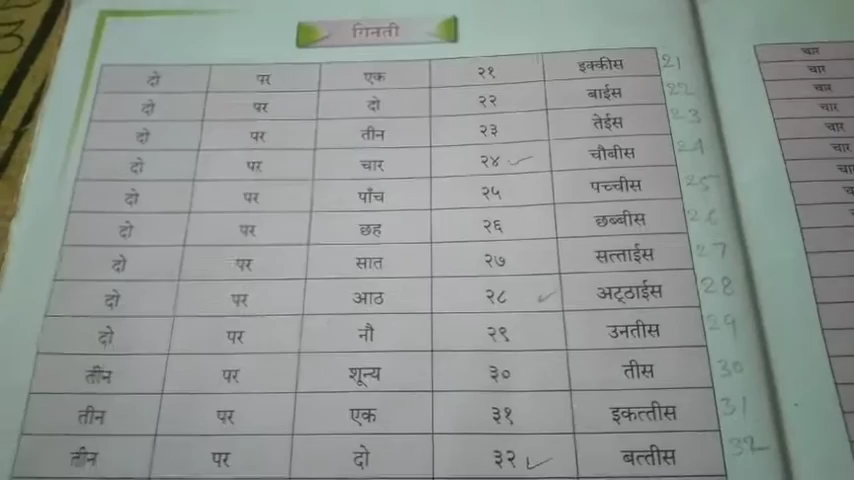 गिनती
दो पर एक २१ इक्कीस 21
दो पर दो २२ बाईस 22
दो पर तीन २३ तेईस 23
दो पर चार २४ चौबीस 24
दो पर पाँच २५ पच्चीस 25
दो पर छह २६ छब्बीस 26
दो पर सात २७ सत्ताईस 27
दो पर आठ २८ अट्ठाईस 28
दो पर नौ २९ उनतीस 29
तीन पर शून्य ३० तीस 30
तीन पर एक ३१ इकत्तीस 31
तीन पर दो ३२ बत्तीस 32
चार
चार
चार
चार
चार
चार